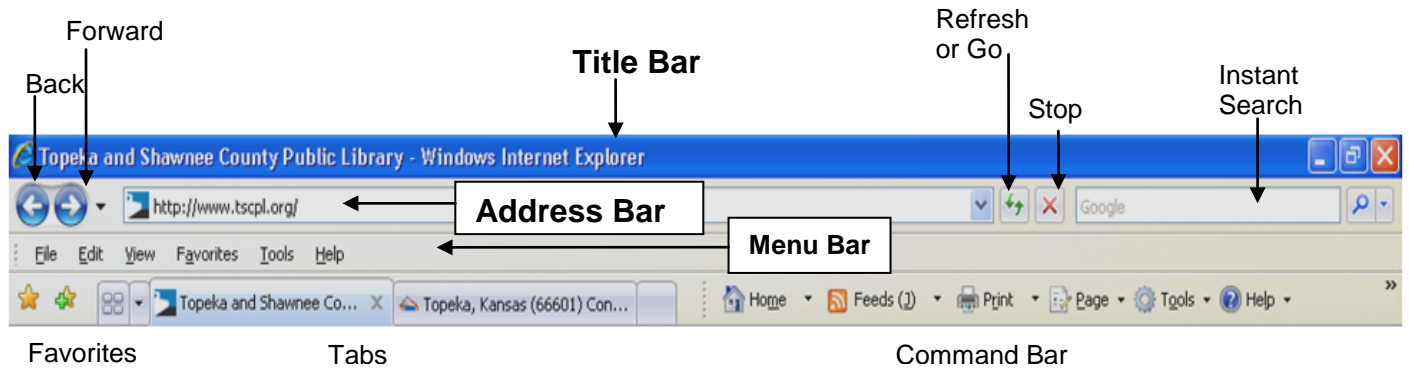 Forward
Back
Title Bar
Refresh
or Go
Stop
Instant
Search
Topeka and Shawnee County Public Library - Windows Internet Explorer
http://www.tscpl.org/
Address Bar
Google
File Edit View Favorites Tools Help
Menu Bar
Topeka and Shawnee Co... X Topeka, Kansas (66601) Con... Home Feeds (J) Print Page Tools Help »
Favorites Tabs Command Bar